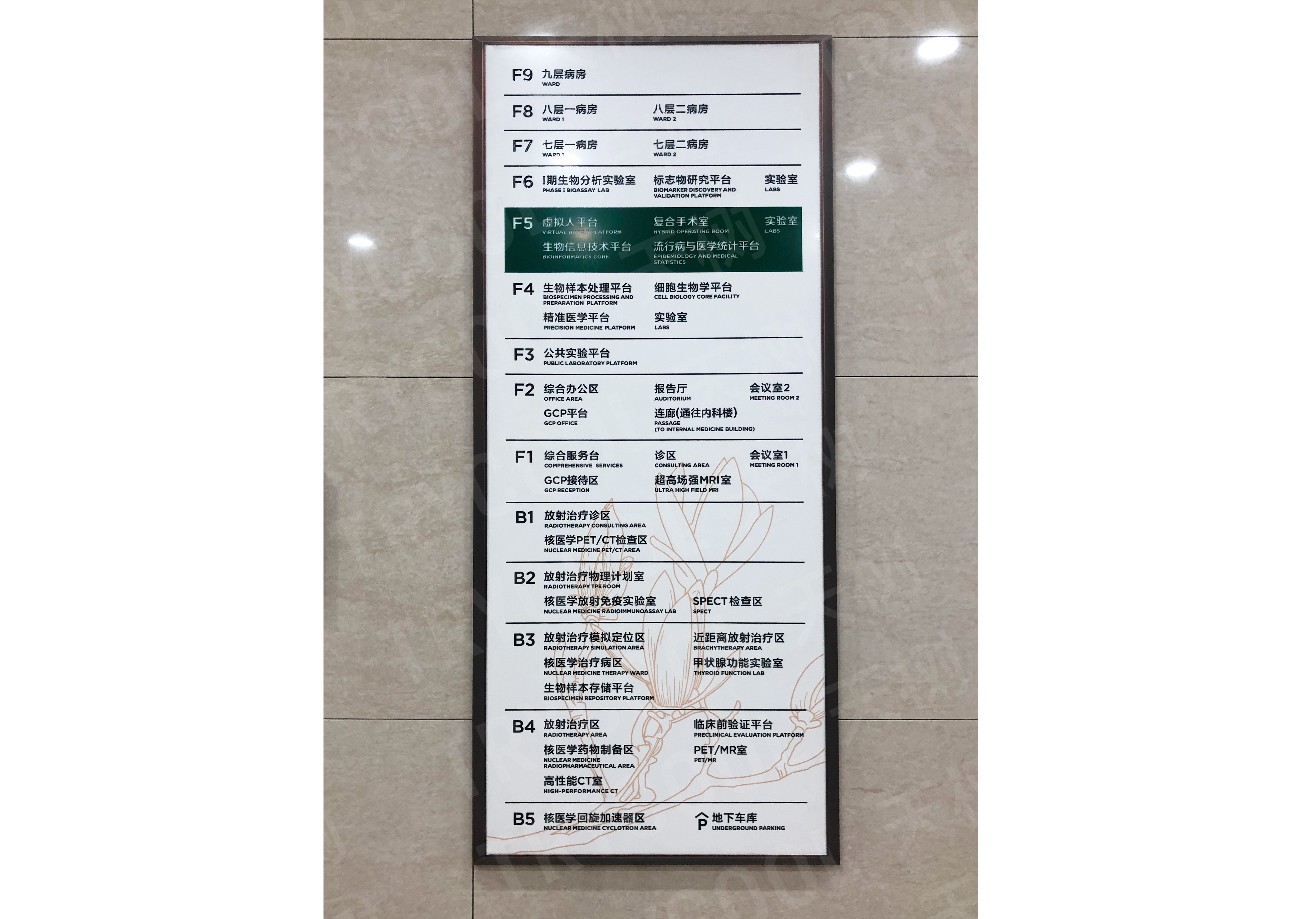 F9 九层病房
WARD
F8 八层一病房 八层二病房
WARD 1 WARD 2
F7 七层一病房 七层二病房
WARD 1 WARD 2
F6 I期生物分析实验室 标志物研究平台 实验室
PHASE I BIOASSAY LAB BIOMARKER DISCOVERY AND LABS
VALIDATION PLATFORM
F5 虚拟人平台 复合手术室 实验室
VIRTUAL PLATFORM HYBRID OPERATING ROOM LABS
生物信息技术平台 流行病与医学统计平台
BIOINFORMATICS CORE EPIDEMIOLOGY AND MEDICAL
STATISTICS
F4 生物样本处理平台 细胞生物学平台
BIOSPECIMEN PROCESSING AND CELL BIOLOGY CORE FACILITY
PREPARATION PLATFORM
精准医学平台 实验室
PRECISION MEDICINE PLATFORM LABS
F3 公共实验平台
PUBLIC LABORATORY PLATFORM
F2 综合办公区 报告厅 会议室2
OFFICE AREA AUDITORIUM MEETING ROOM 2
GCP平台 连廊(通往内科楼)
GCP OFFICE PASSAGE
(TO INTERNAL MEDICINE BUILDING)
F1 综合服务台 诊区 会议室1
COMPREHENSIVE SERVICES CONSULTING AREA MEETING ROOM 1
GCP接待区 超高场强MRI室
GCP RECEPTION ULTRA HIGH FIELD MRI
B1 放射治疗诊区
RADIOTHERAPY CONSULTING AREA
核医学PET/CT检查区
NUCLEAR MEDICINE PET/CT AREA
B2 放射治疗物理计划室
RADIOTHERAPY TPS ROOM
核医学放射免疫实验室 SPECT检查区
NUCLEAR MEDICINE RADIOIMMUNOASSAY LAB SPECT
B3 放射治疗模拟定位区 近距离放射治疗区
RADIOTHERAPY SIMULATION AREA BRACHYTHERAPY AREA
核医学治疗病区 甲状腺功能实验室
NUCLEAR MEDICINE THERAPY WARD THYROID FUNCTION LAB
生物样本存储平台
BIOSPECIMEN REPOSITORY PLATFORM
B4 放射治疗区 临床前验证平台
RADIOTHERAPY AREA PRECLINICAL EVALUATION PLATFORM
核医学药物制备区 PET/MR室
NUCLEAR MEDICINE PET/MR
RADIOPHARMACEUTICAL AREA
高性能CT室
HIGH-PERFORMANCE CT
B5 核医学回旋加速器区 P 地下车库
NUCLEAR MEDICINE CYCLOTRON AREA UNDERGROUND PARKING